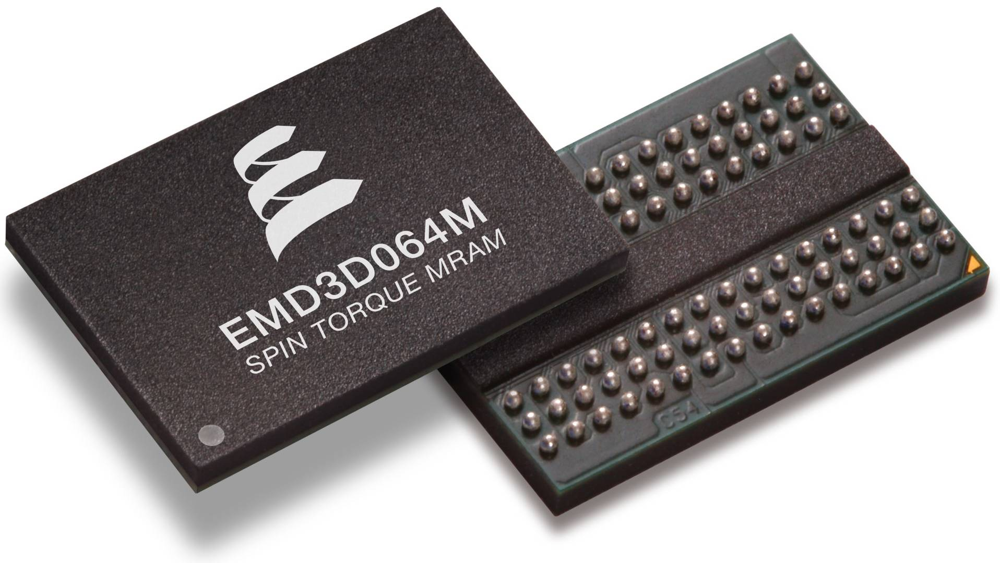 EMD3D064M
SPIN TORQUE MRAM
C54